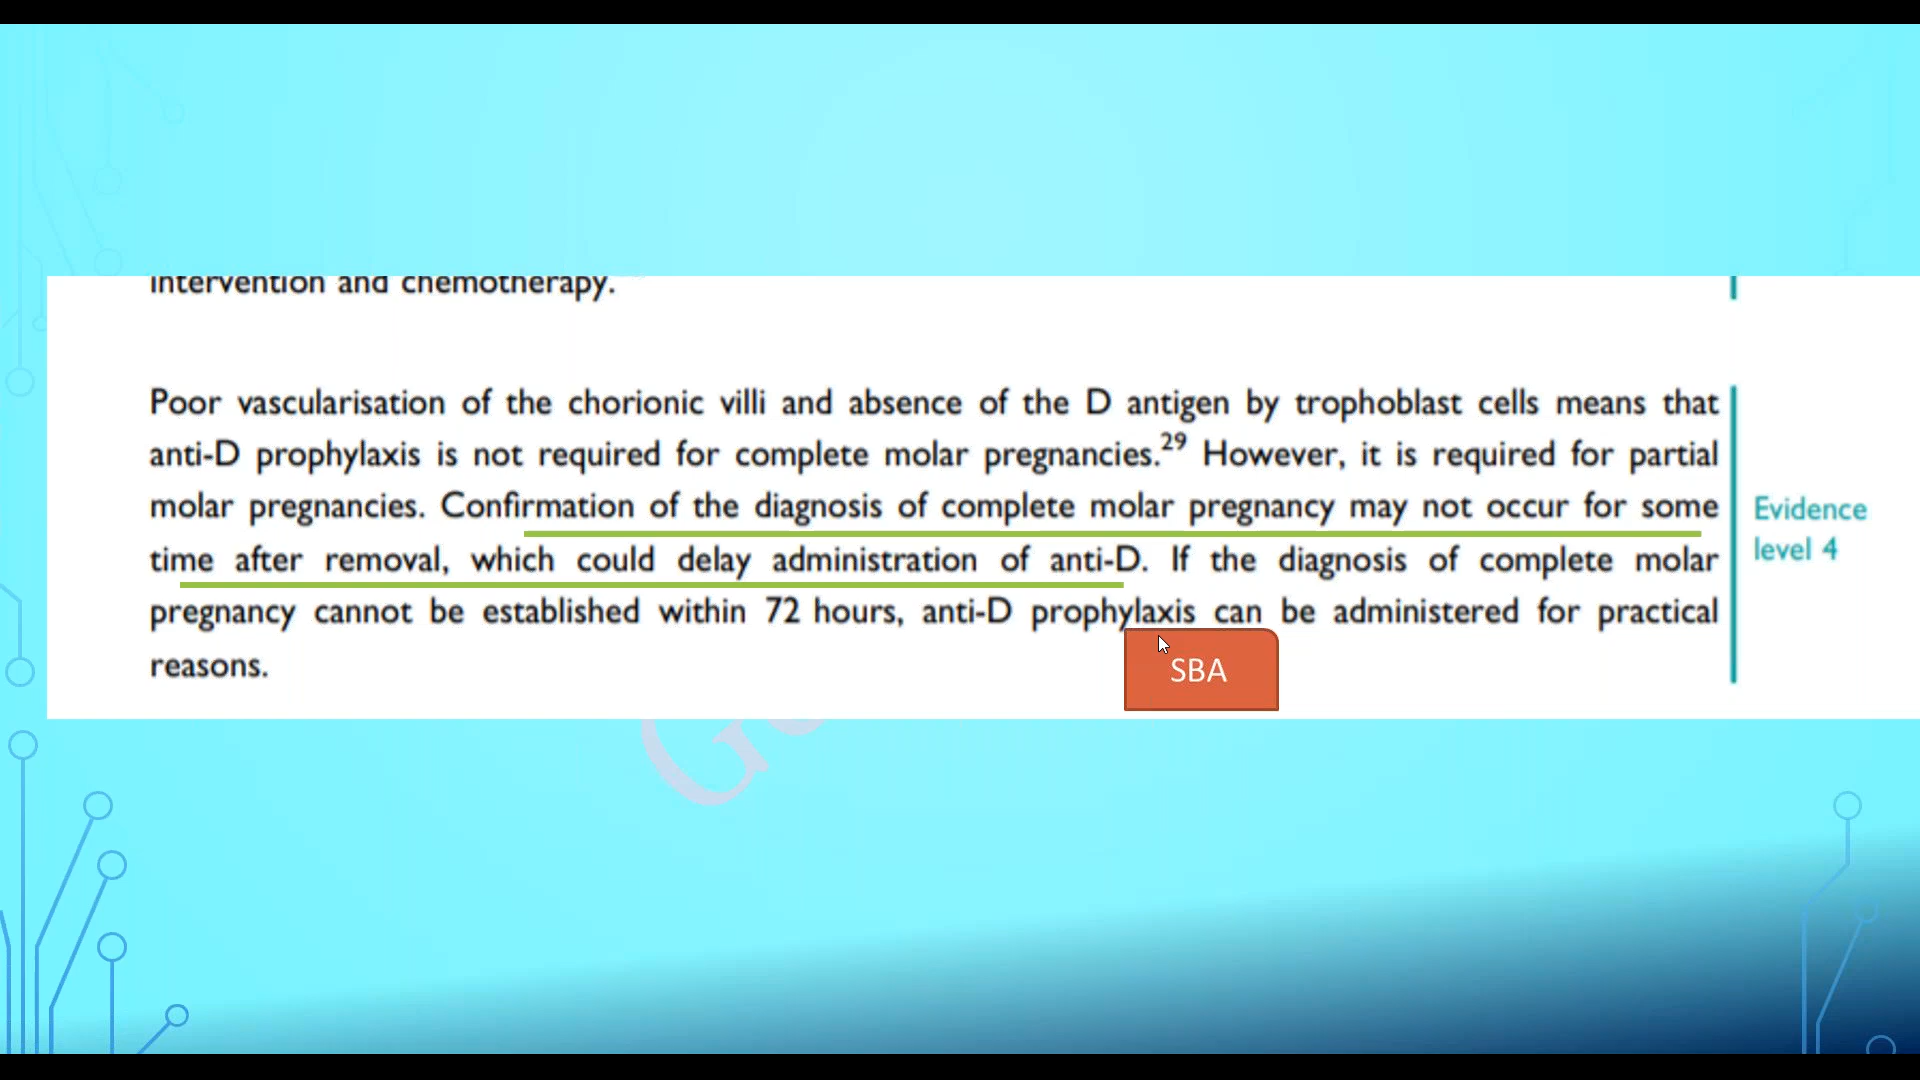 intervention and chemotherapy.
Poor vascularisation of the chorionic villi and absence of the D antigen by trophoblast cells means that
anti-D prophylaxis is not required for complete molar pregnancies.29 However, it is required for partial
molar pregnancies. Confirmation of the diagnosis of complete molar pregnancy may not occur for some
time after removal, which could delay administration of anti-D. If the diagnosis of complete molar
pregnancy cannot be established within 72 hours, anti-D prophylaxis can be administered for practical
reasons.
Evidence
level 4
SBA